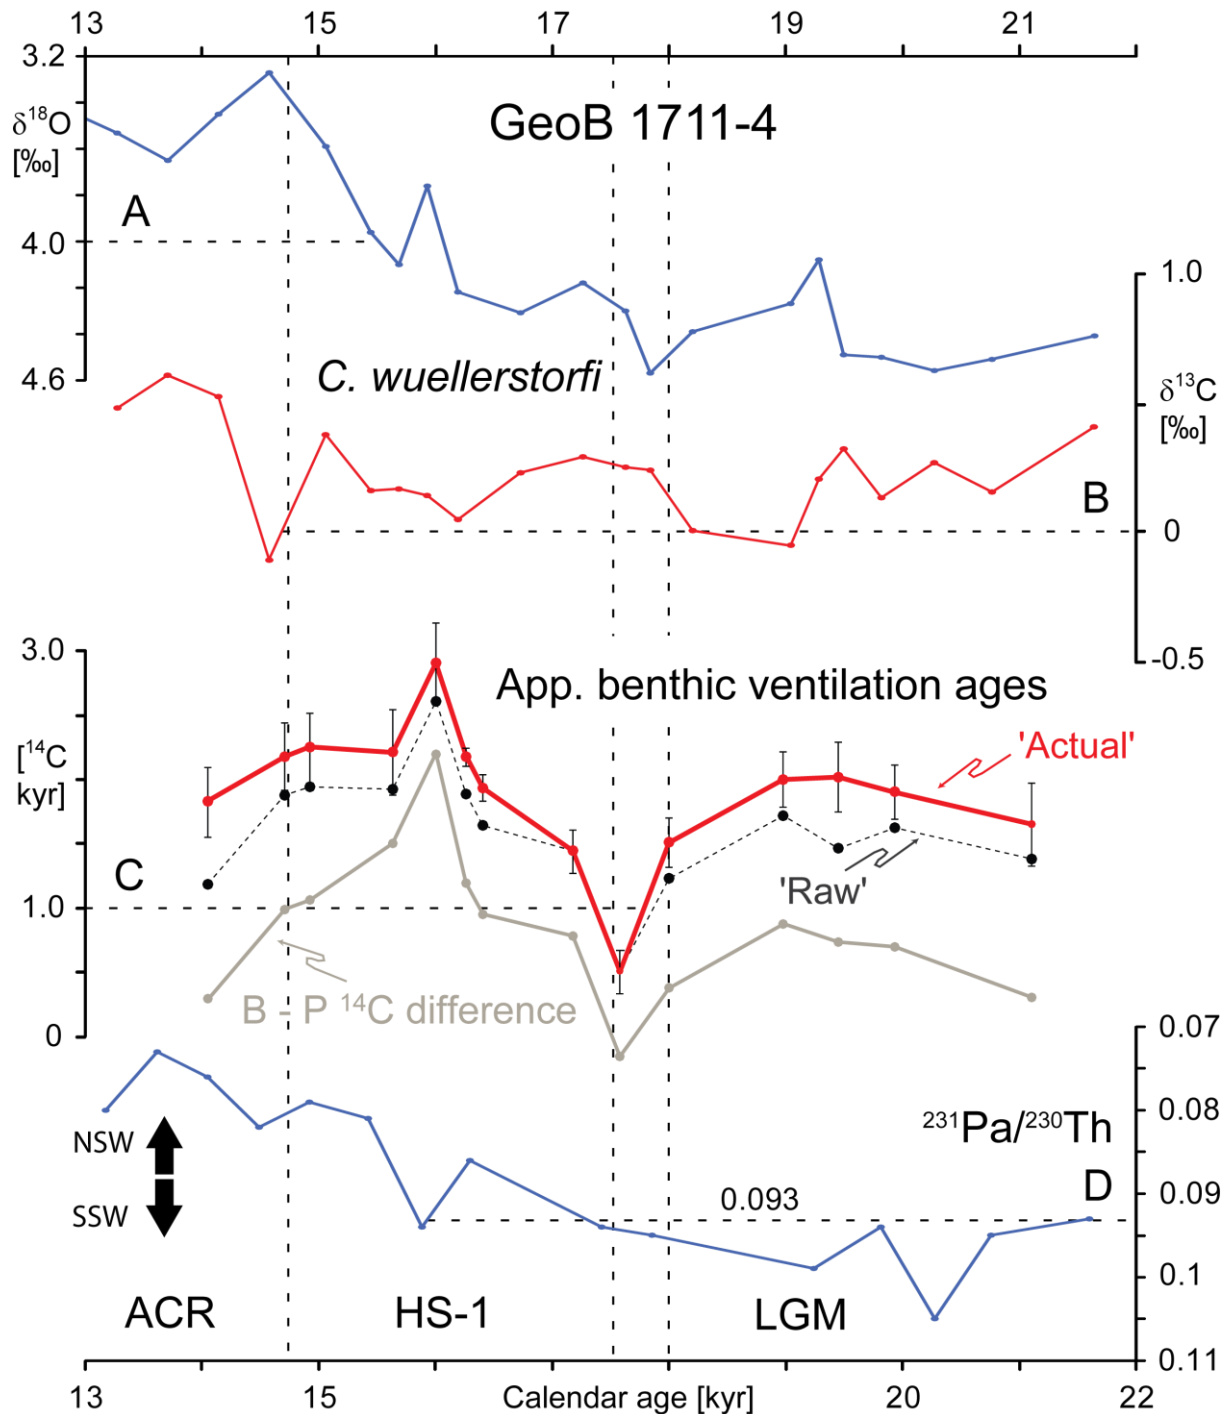 13 15 17 19 21
3.2
δ¹⁸O
[‰]
GeoB 1711-4
A
4.0
1.0
4.6
C. wuellerstorfi
δ¹³C
[‰]
B
0
3.0
-0.5
App. benthic ventilation ages
[¹⁴C
kyr]
'Actual'
C
'Raw'
1.0
B - P ¹⁴C difference
0
0.07
0.08
²³¹Pa/²³⁰Th
NSW
D
0.09
0.093
SSW
0.1
ACR HS-1 LGM
0.11
13 15 Calendar age [kyr] 20 22